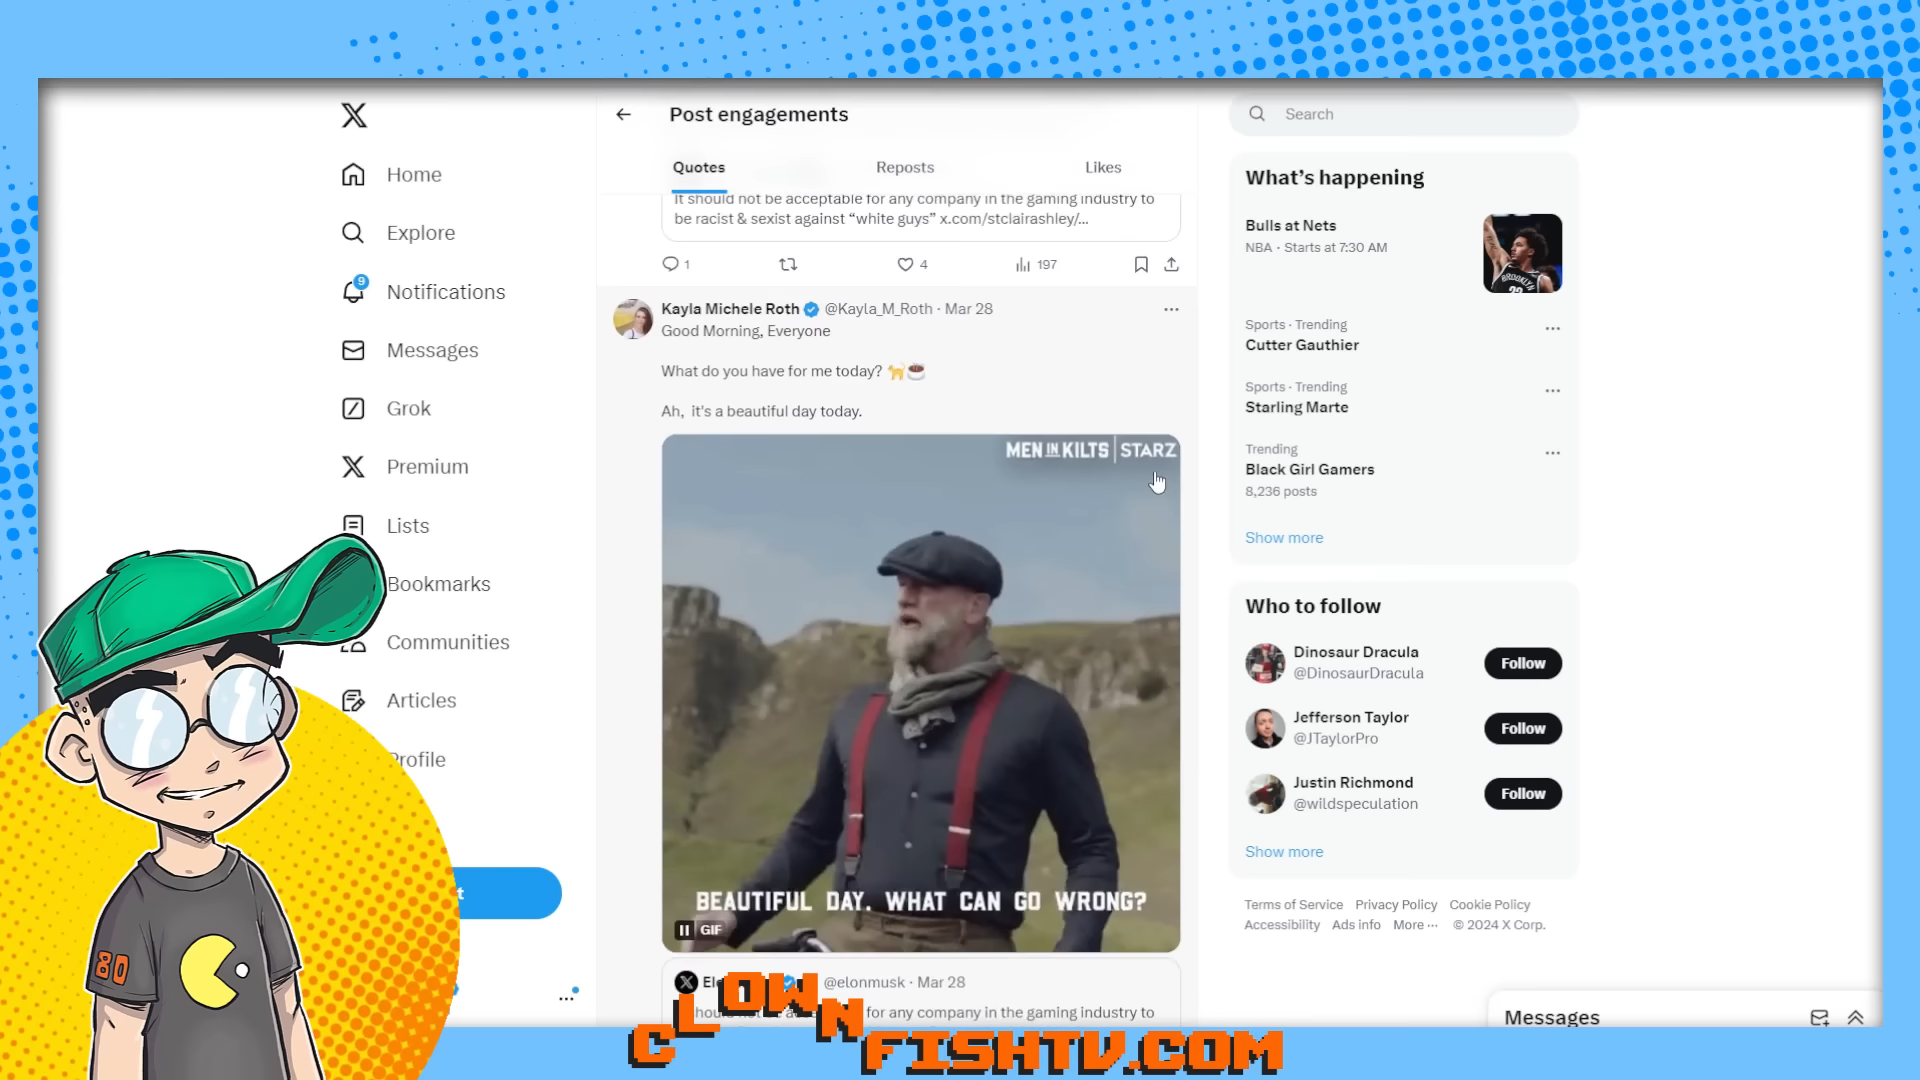 Home
Explore
9
Notifications
Messages
Grok
Premium
Lists
Bookmarks
Communities
Articles
Profile
Post engagements
Quotes
Reposts
Likes
It should not be acceptable for any company in the gaming industry to
be racist & sexist against “white guys” x.com/stclairashley/...
1
4
197
Kayla Michele Roth @Kayla_M_Roth · Mar 28
Good Morning, Everyone
What do you have for me today? 🐈☕
Ah, it's a beautiful day today.
MEN IN KILTS | STARZ
BEAUTIFUL DAY. WHAT CAN GO WRONG?
GIF
@elonmusk · Mar 28
for any company in the gaming industry to
Search
What's happening
Bulls at Nets
NBA · Starts at 7:30 AM
BROOKLYN
Sports · Trending
Cutter Gauthier
Sports · Trending
Starling Marte
Trending
Black Girl Gamers
8,236 posts
Show more
Who to follow
Dinosaur Dracula
@DinosaurDracula
Follow
Jefferson Taylor
@JTaylorPro
Follow
Justin Richmond
@wildspeculation
Follow
Show more
Terms of Service Privacy Policy Cookie Policy
Accessibility Ads info More ··· © 2024 X Corp.
Messages
80
CLOWNFISHTV.COM